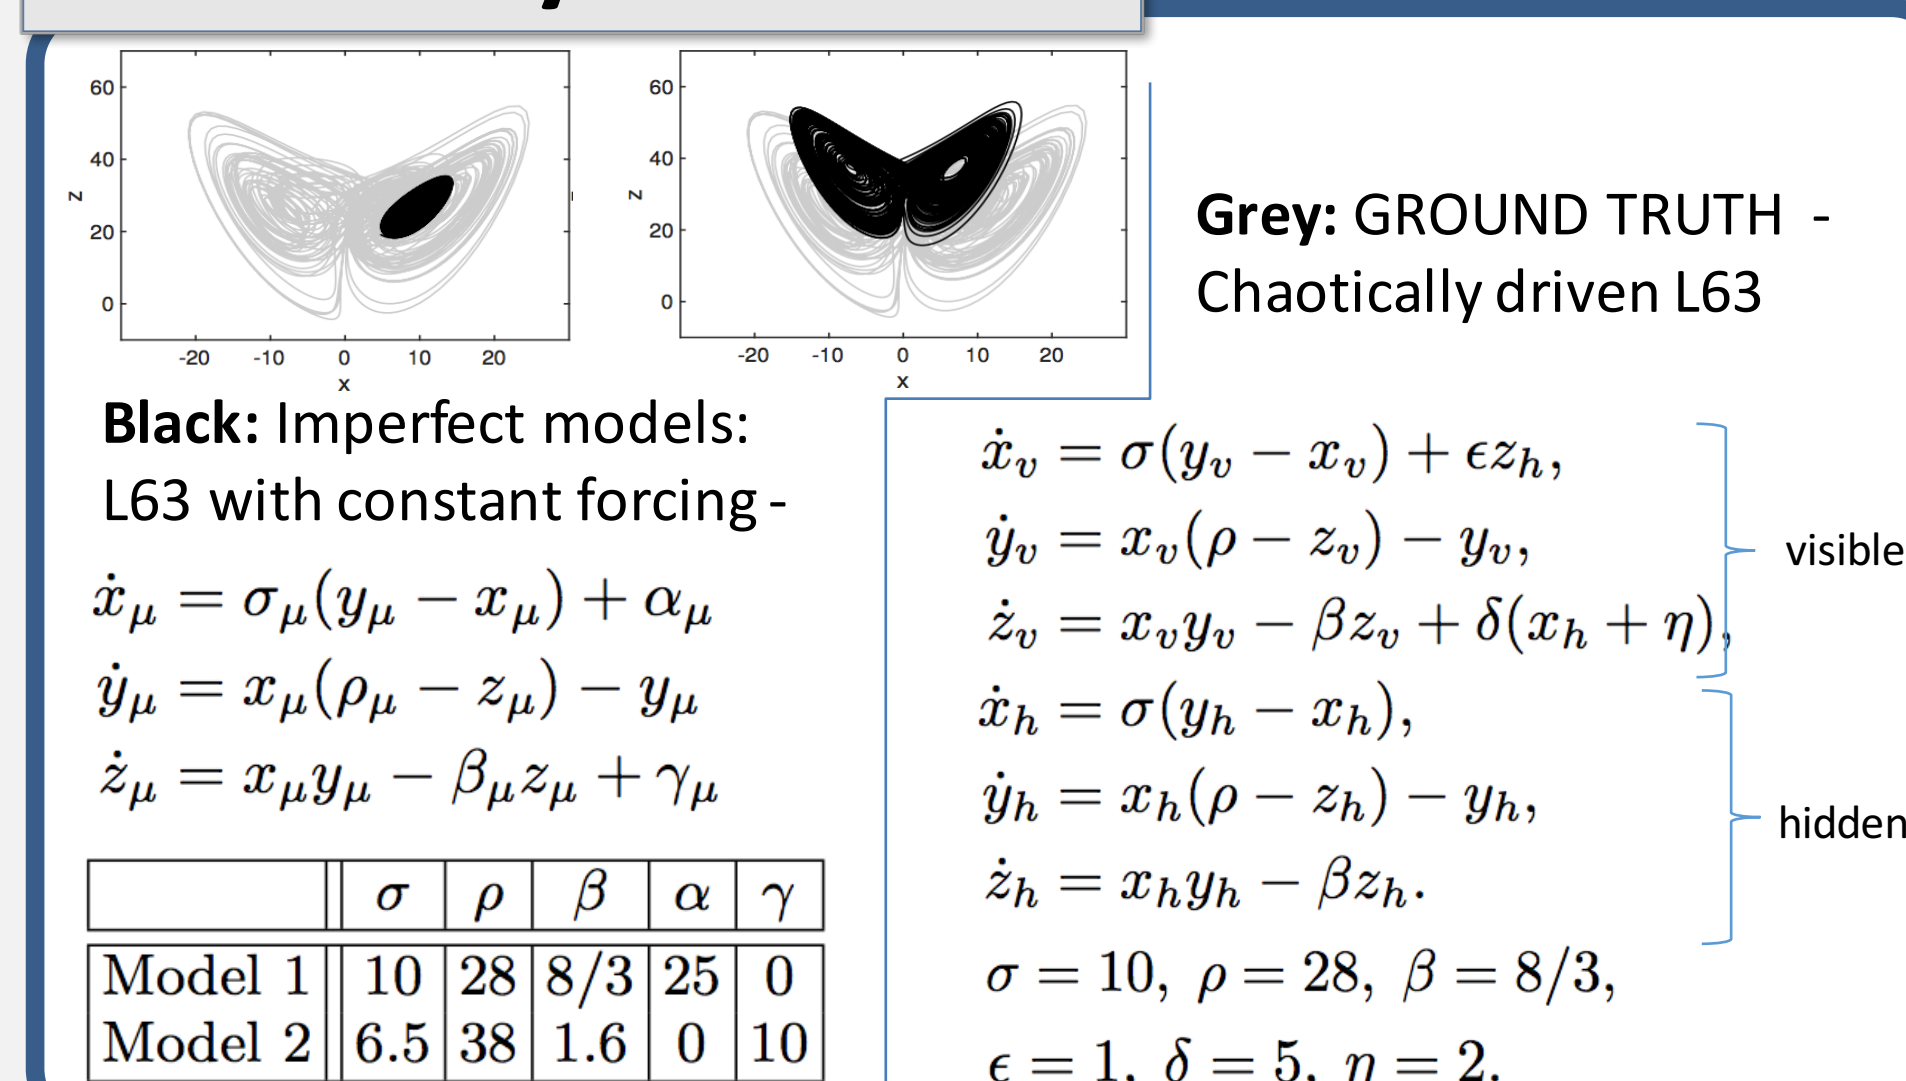 60
40
20
0
z
-20 -10 0 10 20
x
60
40
20
0
z
-20 -10 0 10 20
x
Grey: GROUND TRUTH -
Chaotically driven L63
Black: Imperfect models:
L63 with constant forcing -
ẋ_μ = σ_μ(y_μ − x_μ) + α_μ
ẏ_μ = x_μ(ρ_μ − z_μ) − y_μ
ż_μ = x_μy_μ − β_μz_μ + γ_μ
σ ρ β α γ
Model 1 10 28 8/3 25 0
Model 2 6.5 38 1.6 0 10
ẋ_v = σ(y_v − x_v) + ϵz_h,
ẏ_v = x_v(ρ − z_v) − y_v,
ż_v = x_vy_v − βz_v + δ(x_h + η),
visible
ẋ_h = σ(y_h − x_h),
ẏ_h = x_h(ρ − z_h) − y_h,
ż_h = x_hy_h − βz_h.
hidden
σ = 10, ρ = 28, β = 8/3,
ϵ = 1, δ = 5, η = 2.